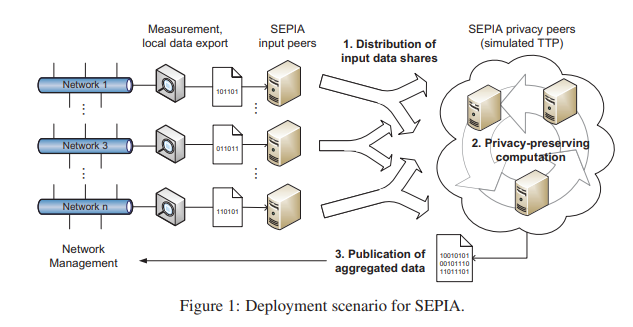 Measurement,
local data export
SEPIA
input peers
1. Distribution of
input data shares
SEPIA privacy peers
(simulated TTP)
Network 1
101101
Network 3
011011
2. Privacy-preserving
computation
Network n
110101
Network
Management
3. Publication of
aggregated data
10010101
00101110
11011101
Figure 1: Deployment scenario for SEPIA.